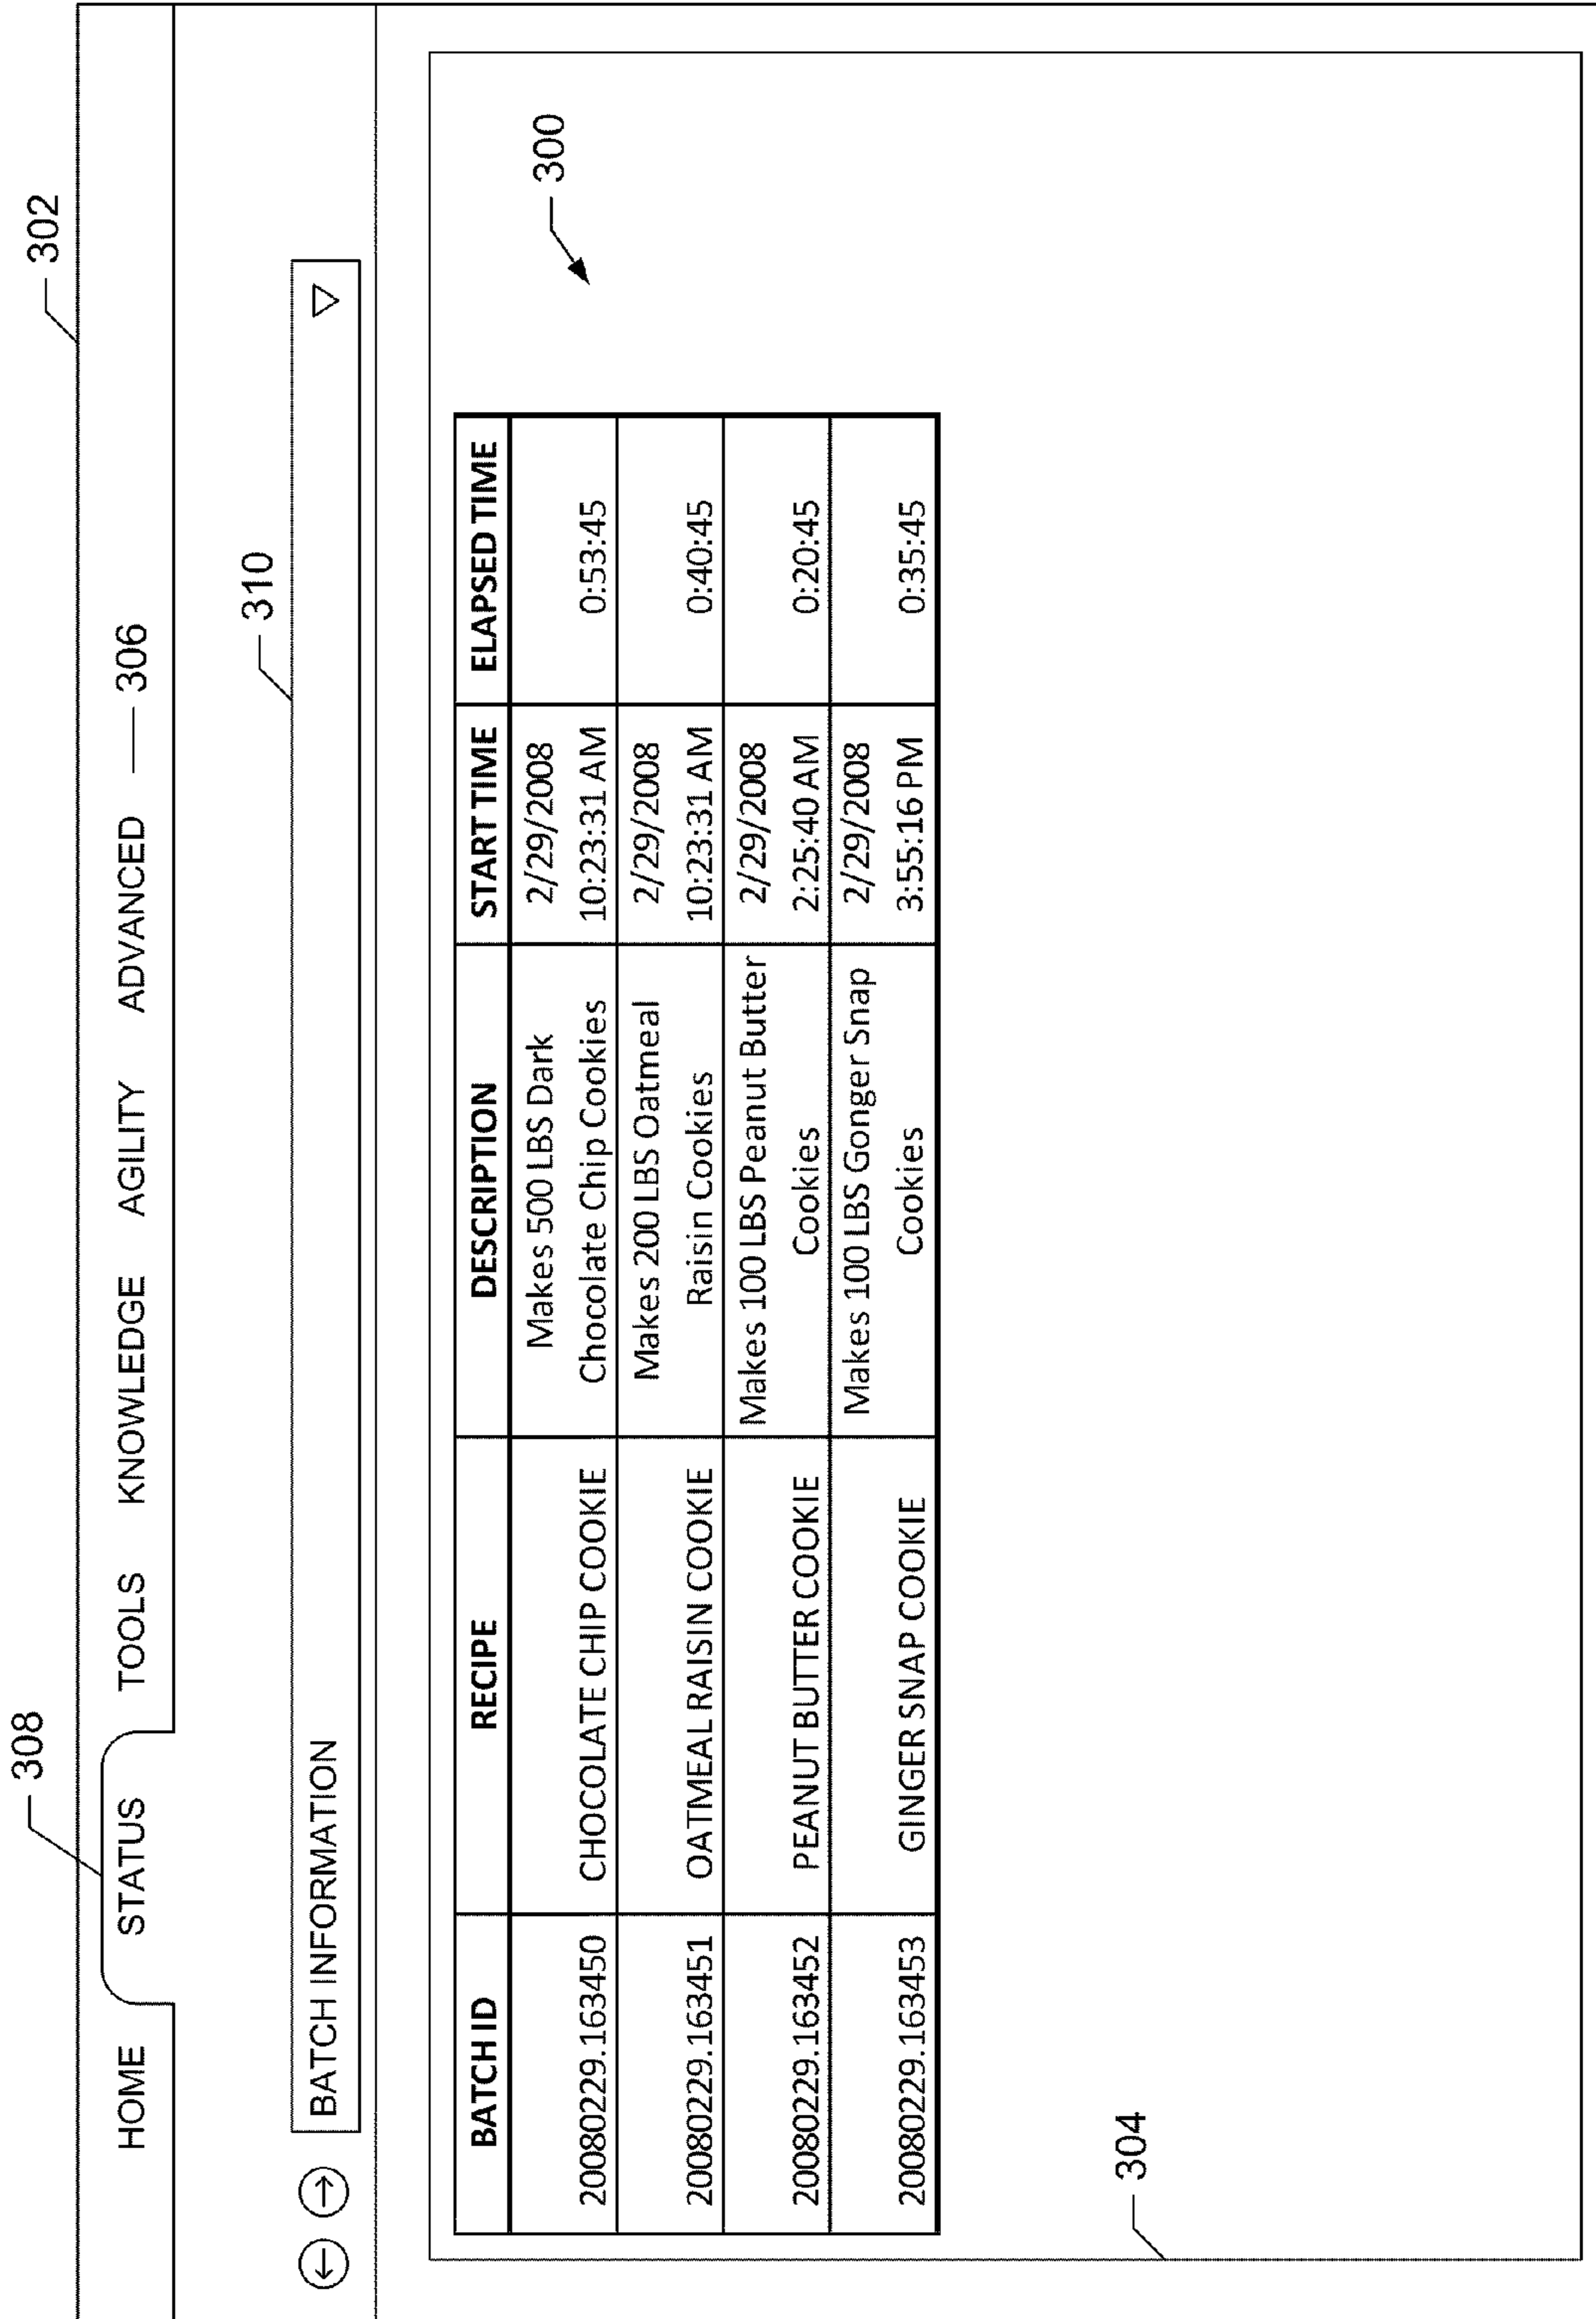 308
302
HOME STATUS TOOLS KNOWLEDGE AGILITY ADVANCED 306
310
BATCH INFORMATION
300
BATCH ID RECIPE DESCRIPTION START TIME ELAPSED TIME
20080229.163450 CHOCOLATE CHIP COOKIE Makes 500 LBS Dark Chocolate Chip Cookies 2/29/2008 10:23:31 AM 0:53:45
20080229.163451 OATMEAL RAISIN COOKIE Makes 200 LBS Oatmeal Raisin Cookies 2/29/2008 10:23:31 AM 0:40:45
20080229.163452 PEANUT BUTTER COOKIE Makes 100 LBS Peanut Butter Cookies 2/29/2008 2:25:40 AM 0:20:45
20080229.163453 GINGER SNAP COOKIE Makes 100 LBS Gonger Snap Cookies 2/29/2008 3:55:16 PM 0:35:45
304